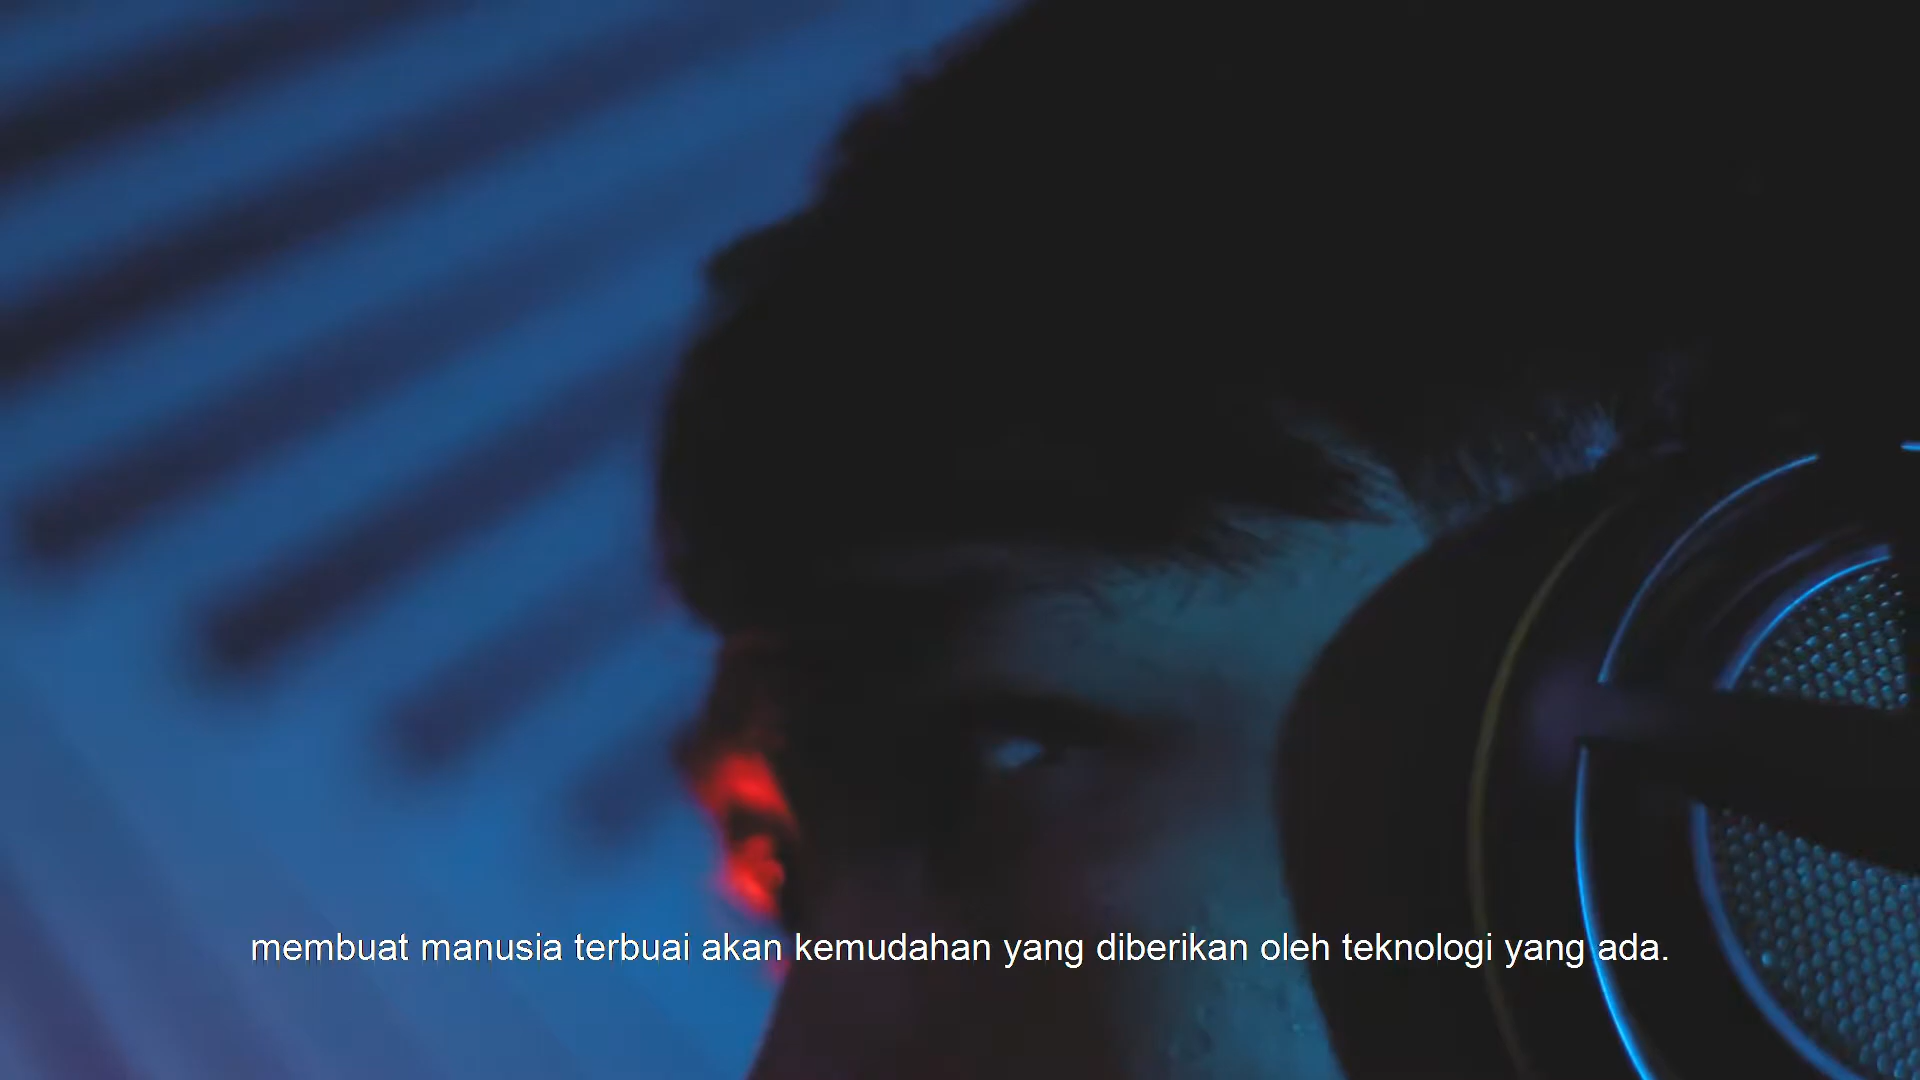 membuat manusia terbuai akan kemudahan yang diberikan oleh teknologi yang ada.